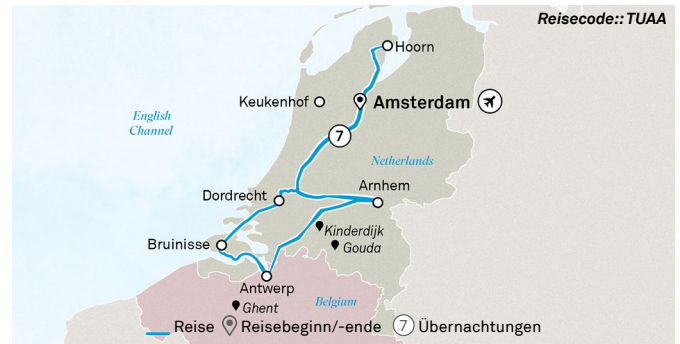 Reisecode:: TUAA
Hoorn
Keukenhof
Amsterdam
English
Channel
7
Netherlands
Arnhem
Dordrecht
Kinderdijk
Bruinisse
Gouda
Antwerp
Belgium
Ghent
Reise Reisebeginn/-ende 7 Übernachtungen